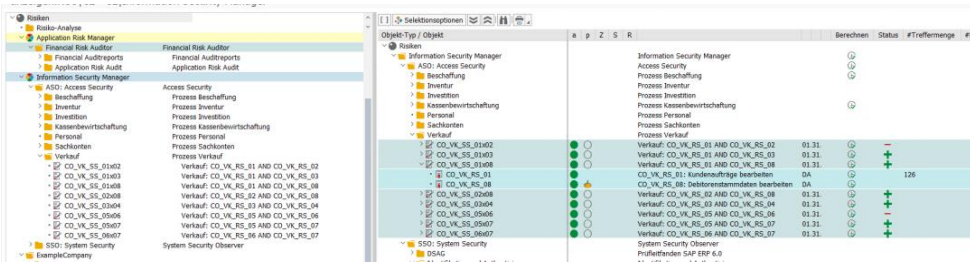 Risiken
Risiko-Analyse
Application Risk Manager
Financial Risk Auditor Financial Risk Auditor
Financial Auditreports Financial Auditreports
Application Risk Audit Application Risk Audit
Information Security Manager
ASO: Access Security Access Security
Beschaffung Prozess Beschaffung
Inventur Prozess Inventur
Investition Prozess Investition
Kassenbewirtschaftung Prozess Kassenbewirtschaftung
Personal Prozess Personal
Sachkonten Prozess Sachkonten
Verkauf Prozess Verkauf
CO_VK_SS_01x02 Verkauf: CO_VK_RS_01 AND CO_VK_RS_02
CO_VK_SS_01x03 Verkauf: CO_VK_RS_01 AND CO_VK_RS_03
CO_VK_SS_01x08 Verkauf: CO_VK_RS_01 AND CO_VK_RS_08
CO_VK_SS_02x08 Verkauf: CO_VK_RS_02 AND CO_VK_RS_08
CO_VK_SS_03x04 Verkauf: CO_VK_RS_03 AND CO_VK_RS_04
CO_VK_SS_05x06 Verkauf: CO_VK_RS_05 AND CO_VK_RS_06
CO_VK_SS_05x07 Verkauf: CO_VK_RS_05 AND CO_VK_RS_07
CO_VK_SS_06x07 Verkauf: CO_VK_RS_06 AND CO_VK_RS_07
SSO: System Security System Security Observer
ExampleCompany
Selektionsoptionen
Objekt-Typ / Objekt a p Z S R Berechnen Status #Treffermenge
Risiken
Information Security Manager Information Security Manager
ASO: Access Security Access Security
Beschaffung Prozess Beschaffung
Inventur Prozess Inventur
Investition Prozess Investition
Kassenbewirtschaftung Prozess Kassenbewirtschaftung
Personal Prozess Personal
Sachkonten Prozess Sachkonten
Verkauf Prozess Verkauf
CO_VK_SS_01x02 Verkauf: CO_VK_RS_01 AND CO_VK_RS_02 01.31.
CO_VK_SS_01x03 Verkauf: CO_VK_RS_01 AND CO_VK_RS_03 01.31.
CO_VK_SS_01x08 Verkauf: CO_VK_RS_01 AND CO_VK_RS_08 01.31.
CO_VK_RS_01 CO_VK_RS_01: Kundenaufträge bearbeiten DA 126
CO_VK_RS_08 CO_VK_RS_08: Debitorenstammdaten bearbeiten DA
CO_VK_SS_02x08 Verkauf: CO_VK_RS_02 AND CO_VK_RS_08 01.31.
CO_VK_SS_03x04 Verkauf: CO_VK_RS_03 AND CO_VK_RS_04 01.31.
CO_VK_SS_05x06 Verkauf: CO_VK_RS_05 AND CO_VK_RS_06 01.31.
CO_VK_SS_05x07 Verkauf: CO_VK_RS_05 AND CO_VK_RS_07 01.31.
CO_VK_SS_06x07 Verkauf: CO_VK_RS_06 AND CO_VK_RS_07 01.31.
SSO: System Security System Security Observer
DSAG Prüfleitfanden SAP ERP 6.0